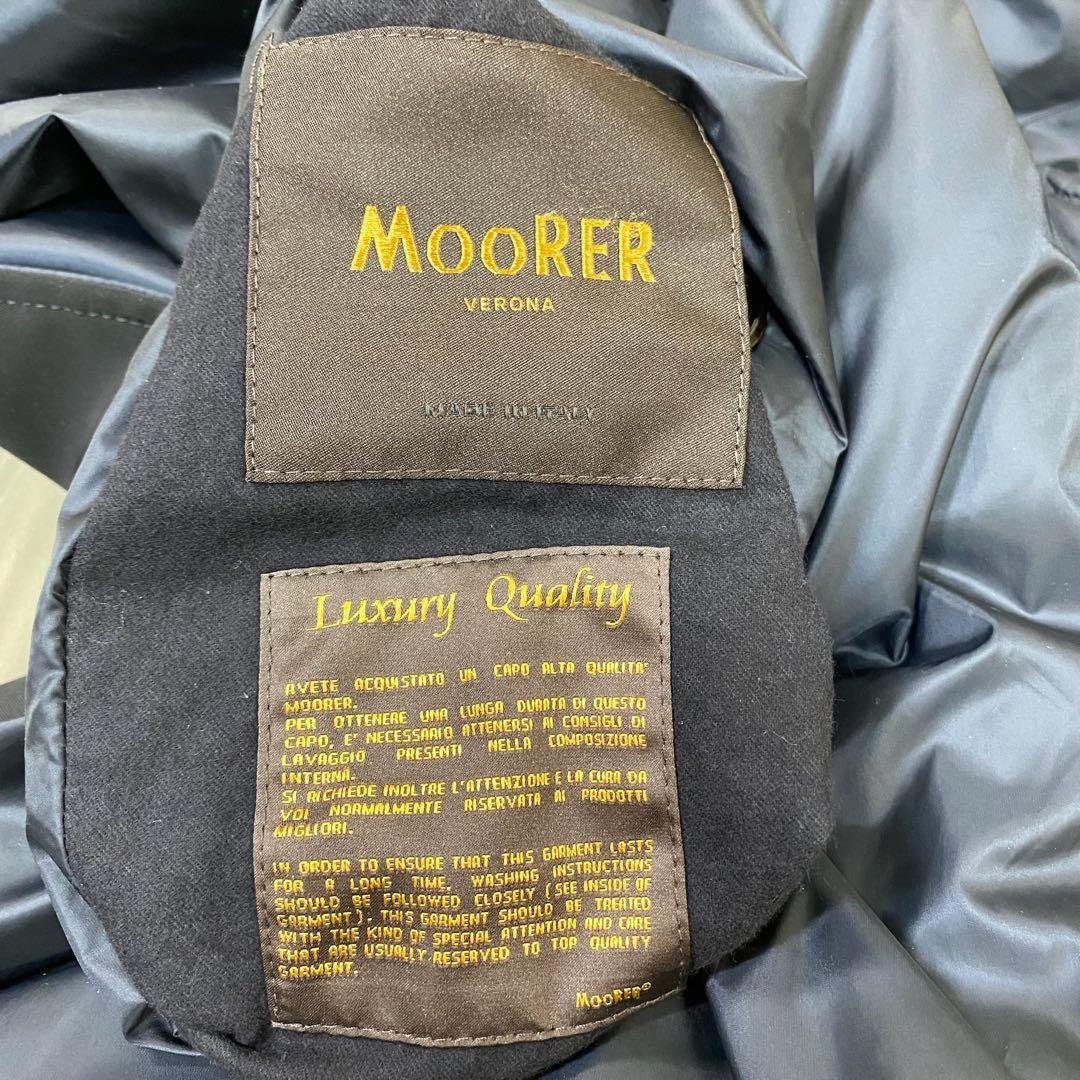 MOORER
VERONA
MADE IN ITALY
Luxury Quality
AVETE ACQUISTATO UN CAPO ALTA QUALITA'
MOORER.
PER OTTENERE UNA LUNGA DURATA DI QUESTO
CAPO, E' NECESSARIO ATTENERSI AI CONSIGLI DI
LAVAGGIO PRESENTI NELLA COMPOSIZIONE
INTERNA.
SI RICHIEDE INOLTRE L'ATTENZIONE E LA CURA DA
VOI NORMALMENTE RISERVATA AI PRODOTTI
MIGLIORI.
IN ORDER TO ENSURE THAT THIS GARMENT LASTS
FOR A LONG TIME, WASHING INSTRUCTIONS
SHOULD BE FOLLOWED CLOSELY (SEE INSIDE OF
GARMENT). THIS GARMENT SHOULD BE TREATED
WITH THE KIND OF SPECIAL ATTENTION AND CARE
THAT ARE USUALLY RESERVED TO TOP QUALITY
GARMENT.
MOORER®